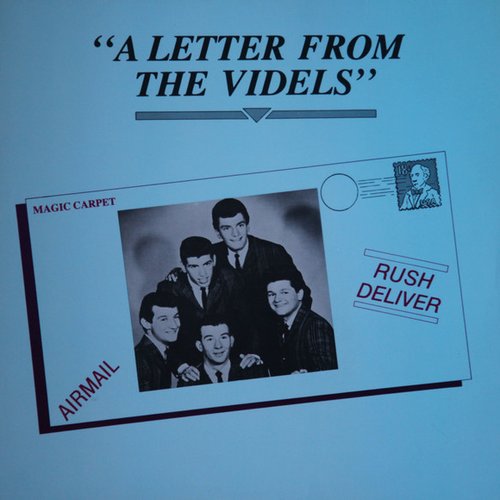 “A LETTER FROM
THE VIDELS”
MAGIC CARPET
RUSH
DELIVER
AIRMAIL